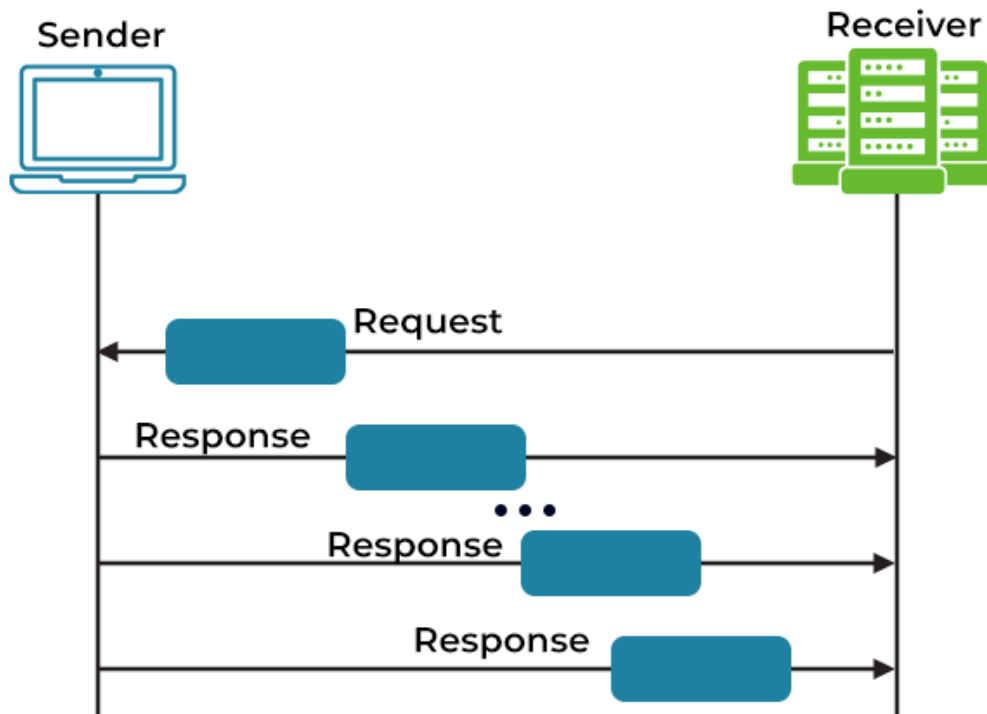 Sender
Receiver
Request
Response
...
Response
Response